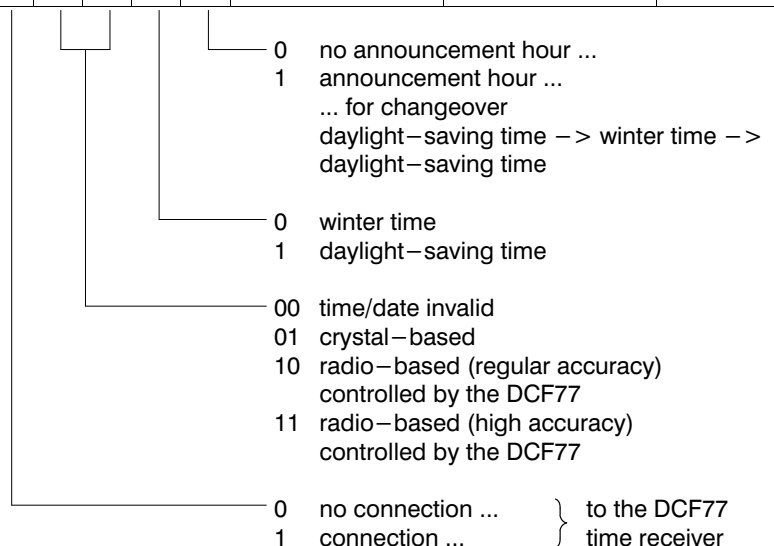 0 no announcement hour ...
1 announcement hour ...
... for changeover
daylight−saving time −> winter time −>
daylight−saving time
0 winter time
1 daylight−saving time
00 time/date invalid
01 crystal−based
10 radio−based (regular accuracy)
controlled by the DCF77
11 radio−based (high accuracy)
controlled by the DCF77
0 no connection ... } to the DCF77
1 connection ... time receiver